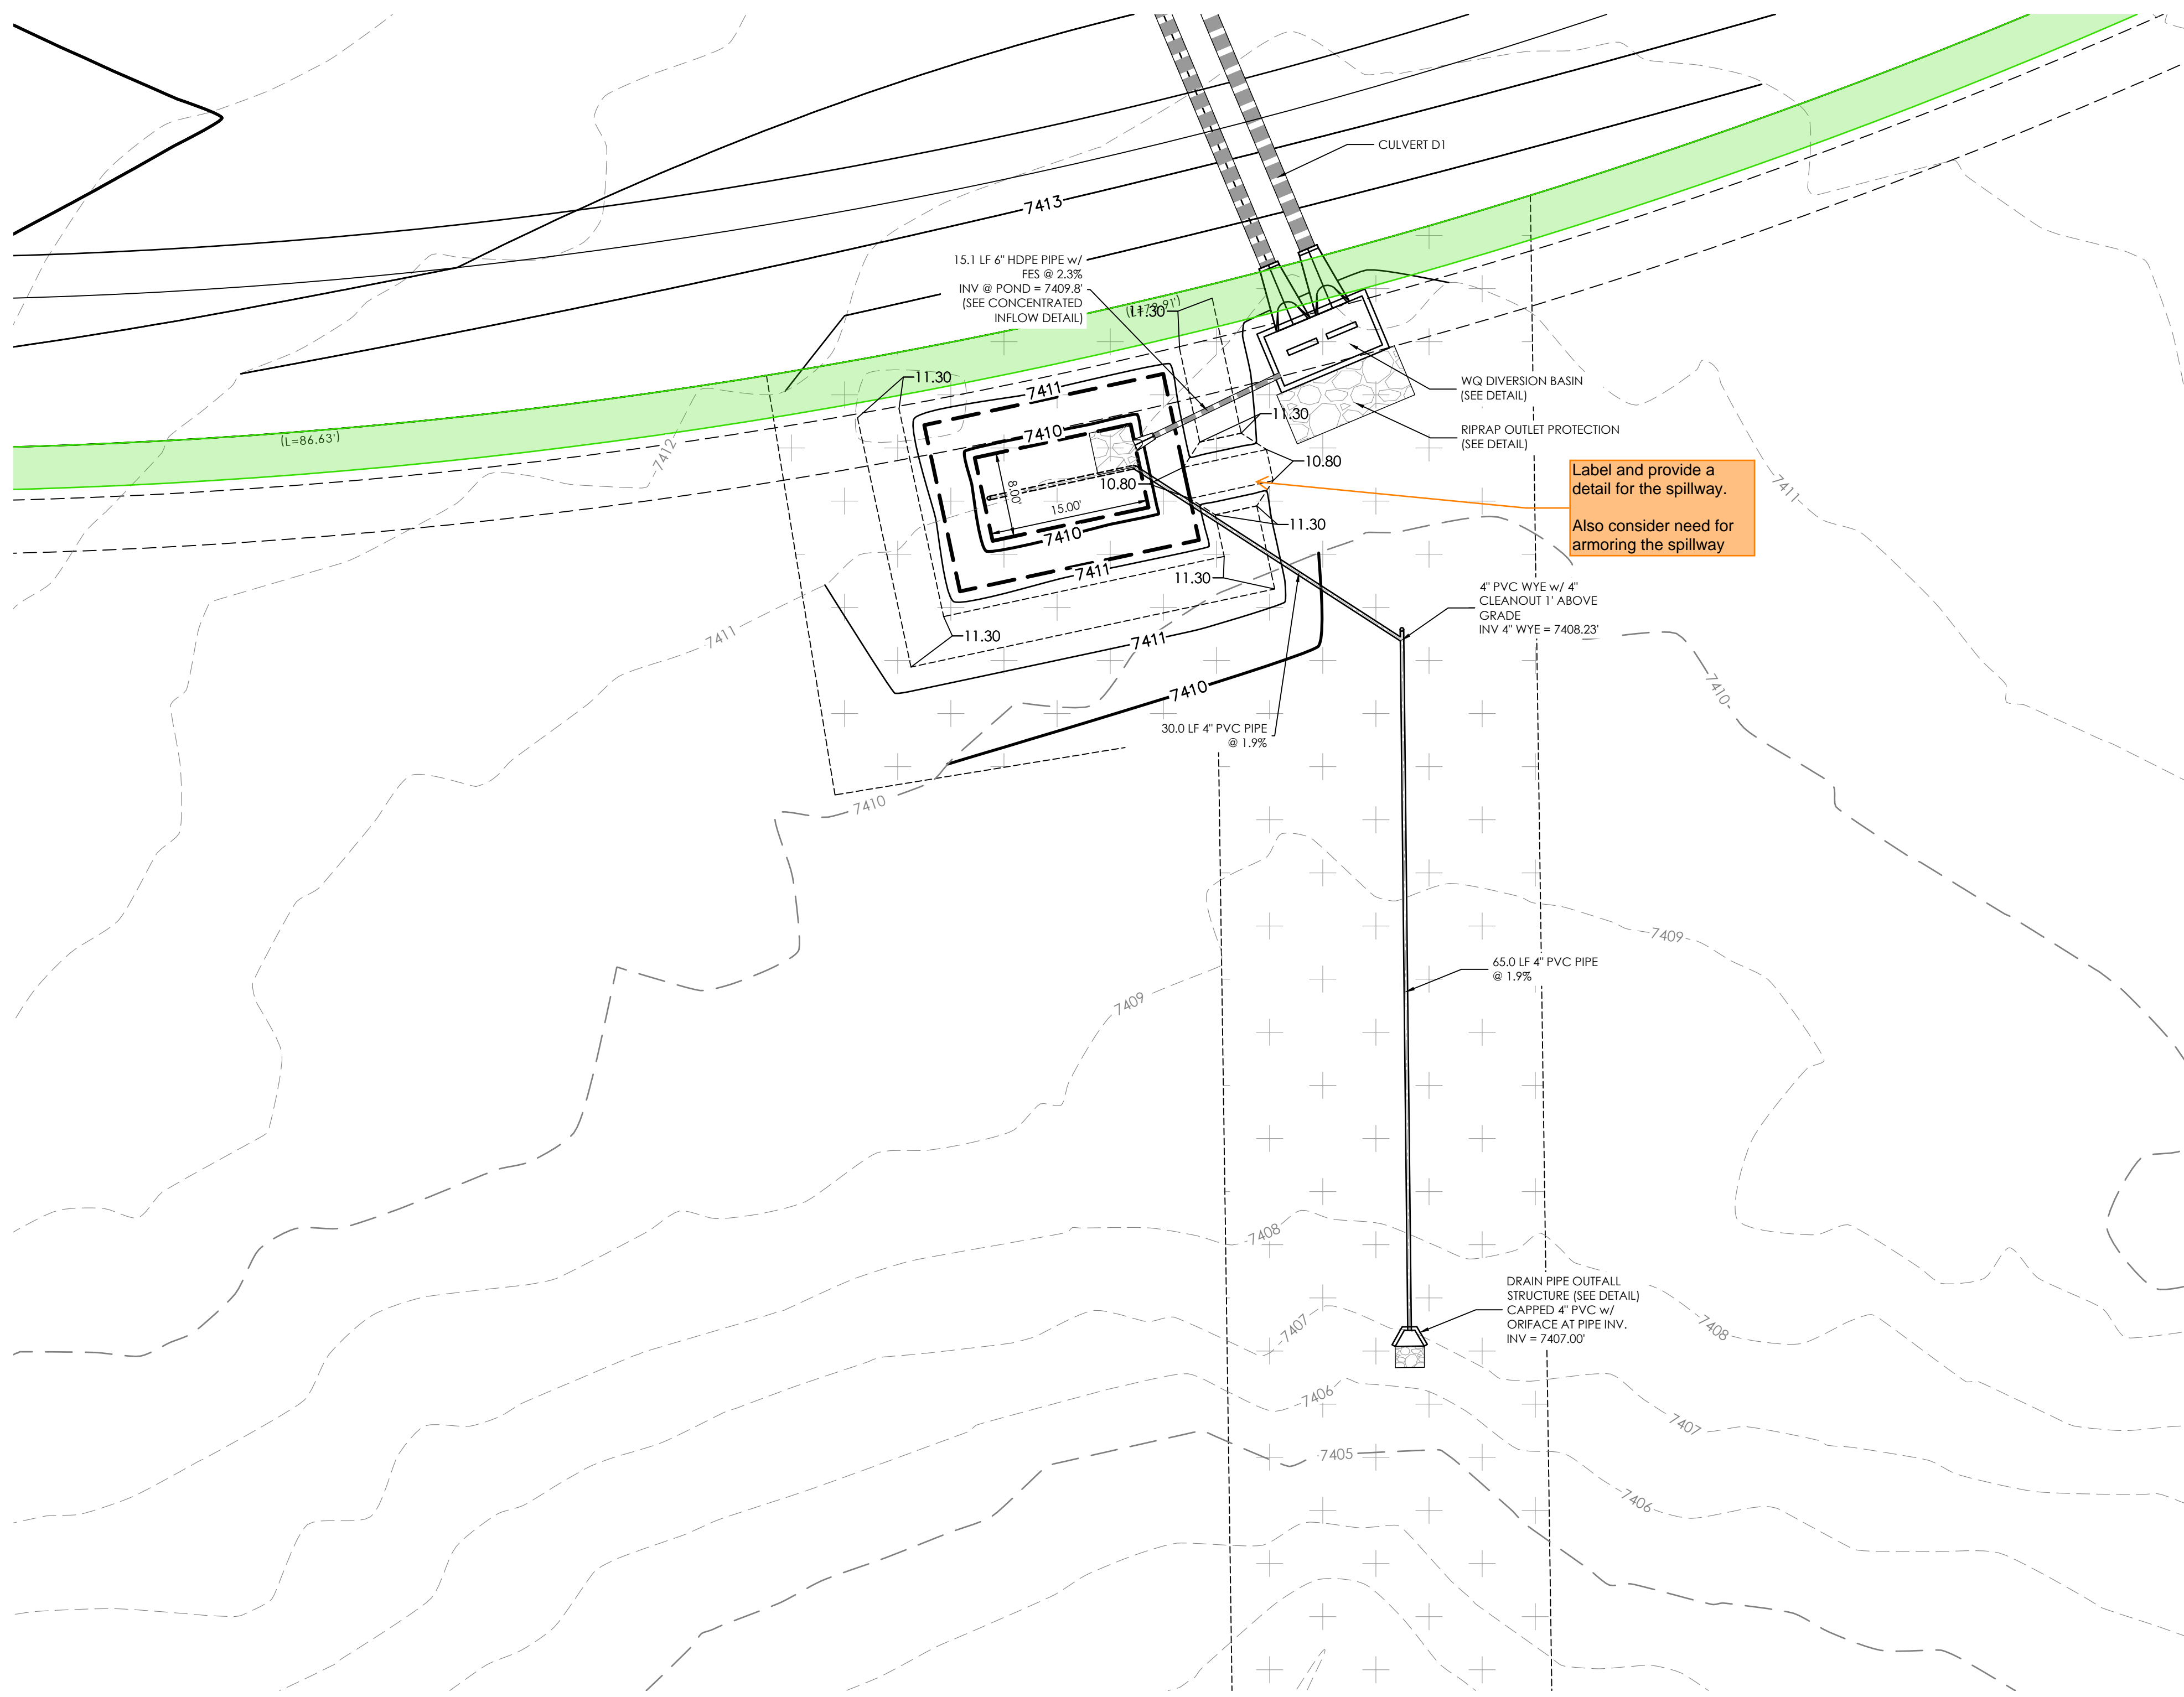 CULVERT D1
7413
15.1 LF 6" HDPE PIPE w/
FES @ 2.3%
INV @ POND = 7409.8'
(SEE CONCENTRATED
INFLOW DETAIL)
11.30
11.30
7411
WQ DIVERSION BASIN
(SEE DETAIL)
11.30
7410
RIPRAP OUTLET PROTECTION
(SEE DETAIL)
(L=86.63')
7412
10.80
Label and provide a
detail for the spillway.
Also consider need for
armoring the spillway
7411
10.80
8.00'
15.00'
11.30
7410
7411
11.30
4" PVC WYE w/ 4"
CLEANOUT 1' ABOVE
GRADE
INV 4" WYE = 7408.23'
7411
11.30
7411
7410
7410
30.0 LF 4" PVC PIPE
@ 1.9%
7410
7409
65.0 LF 4" PVC PIPE
@ 1.9%
7409
7408
DRAIN PIPE OUTFALL
STRUCTURE (SEE DETAIL)
CAPPED 4" PVC w/
ORIFACE AT PIPE INV.
INV = 7407.00'
7407
7408
7406
7407
7405
7406